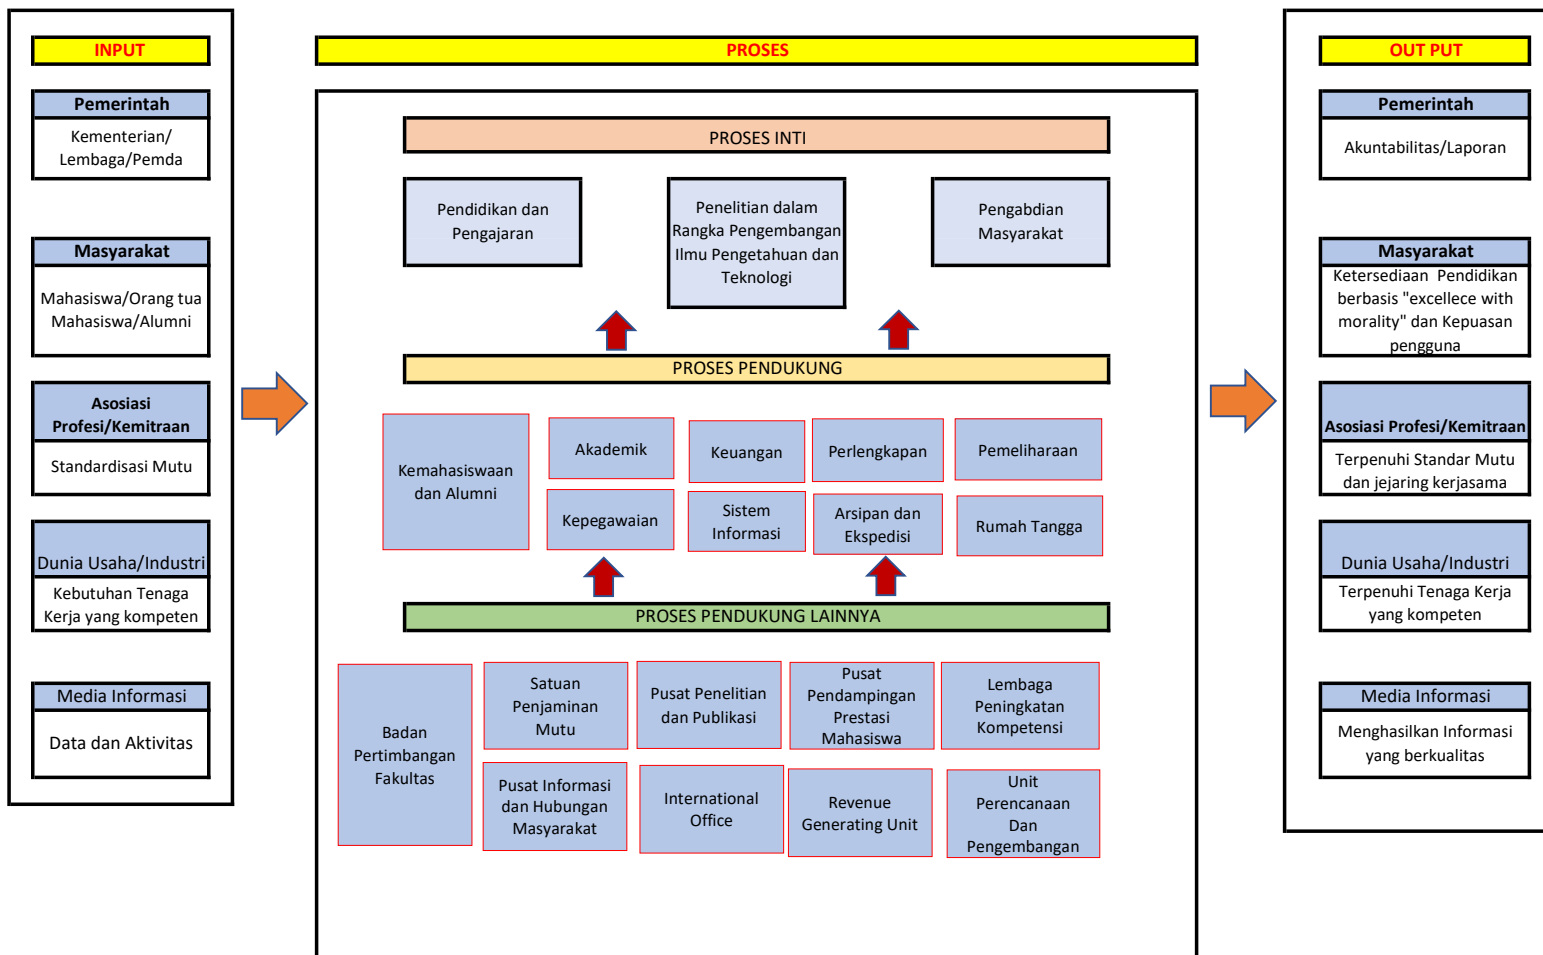 INPUT
Pemerintah
Kementerian/
Lembaga/Pemda
Masyarakat
Mahasiswa/Orang tua
Mahasiswa/Alumni
Asosiasi
Profesi/Kemitraan
Standardisasi Mutu
Dunia Usaha/Industri
Kebutuhan Tenaga
Kerja yang kompeten
Media Informasi
Data dan Aktivitas
PROSES
PROSES INTI
Pendidikan dan
Pengajaran
Penelitian dalam
Rangka Pengembangan
Ilmu Pengetahuan dan
Teknologi
Pengabdian
Masyarakat
PROSES PENDUKUNG
Kemahasiswaan
dan Alumni
Akademik
Keuangan
Perlengkapan
Pemeliharaan
Kepegawaian
Sistem
Informasi
Arsipan dan
Ekspedisi
Rumah Tangga
PROSES PENDUKUNG LAINNYA
Badan
Pertimbangan
Fakultas
Satuan
Penjaminan
Mutu
Pusat Penelitian
dan Publikasi
Pusat
Pendampingan
Prestasi
Mahasiswa
Lembaga
Peningkatan
Kompetensi
Pusat Informasi
dan Hubungan
Masyarakat
International
Office
Revenue
Generating Unit
Unit
Perencanaan
Dan
Pengembangan
OUT PUT
Pemerintah
Akuntabilitas/Laporan
Masyarakat
Ketersediaan Pendidikan
berbasis "excellece with
morality" dan Kepuasan
pengguna
Asosiasi Profesi/Kemitraan
Terpenuhi Standar Mutu
dan jejaring kerjasama
Dunia Usaha/Industri
Terpenuhi Tenaga Kerja
yang kompeten
Media Informasi
Menghasilkan Informasi
yang berkualitas